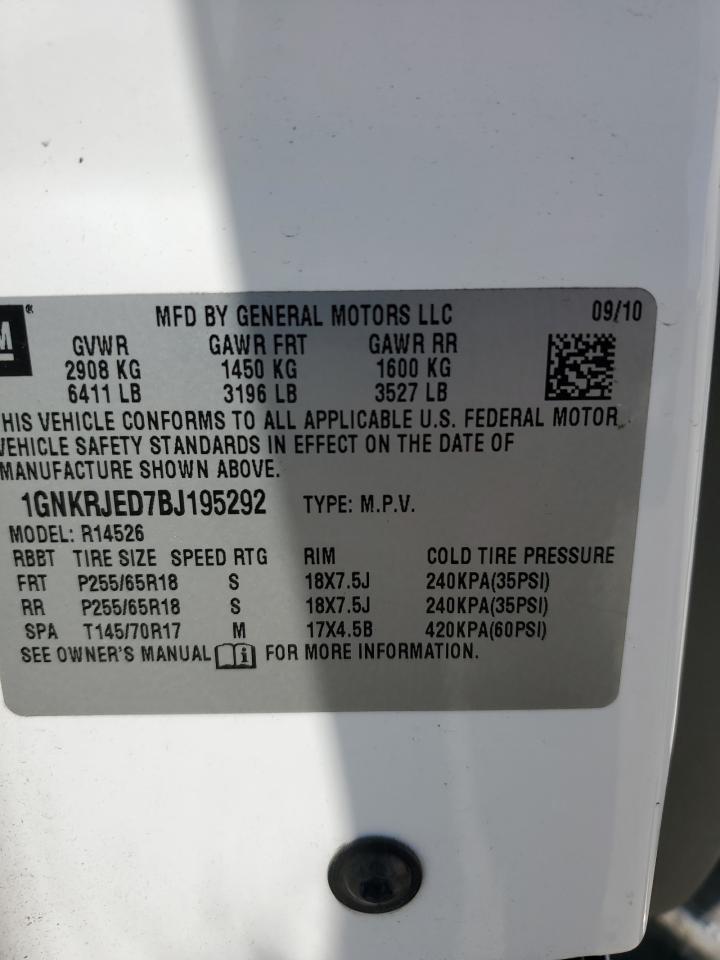 M ®
MFD BY GENERAL MOTORS LLC 09/10
GVWR GAWR FRT GAWR RR
2908 KG 1450 KG 1600 KG
6411 LB 3196 LB 3527 LB
HIS VEHICLE CONFORMS TO ALL APPLICABLE U.S. FEDERAL MOTOR
VEHICLE SAFETY STANDARDS IN EFFECT ON THE DATE OF
MANUFACTURE SHOWN ABOVE.
1GNKRJED7BJ195292 TYPE: M.P.V.
MODEL: R14526
RBBT TIRE SIZE SPEED RTG RIM COLD TIRE PRESSURE
FRT P255/65R18 S 18X7.5J 240KPA(35PSI)
RR P255/65R18 S 18X7.5J 240KPA(35PSI)
SPA T145/70R17 M 17X4.5B 420KPA(60PSI)
SEE OWNER'S MANUAL i FOR MORE INFORMATION.